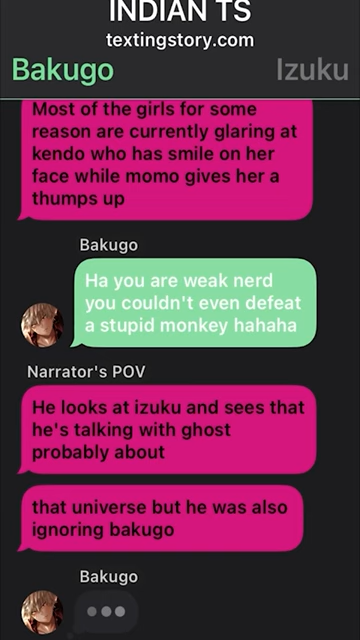 INDIAN TS
textingstory.com
Bakugo Izuku
Most of the girls for some
reason are currently glaring at
kendo who has smile on her
face while momo gives her a
thumps up
Bakugo
Ha you are weak nerd
you couldn't even defeat
a stupid monkey hahaha
Narrator's POV
He looks at izuku and sees that
he's talking with ghost
probably about
that universe but he was also
ignoring bakugo
Bakugo